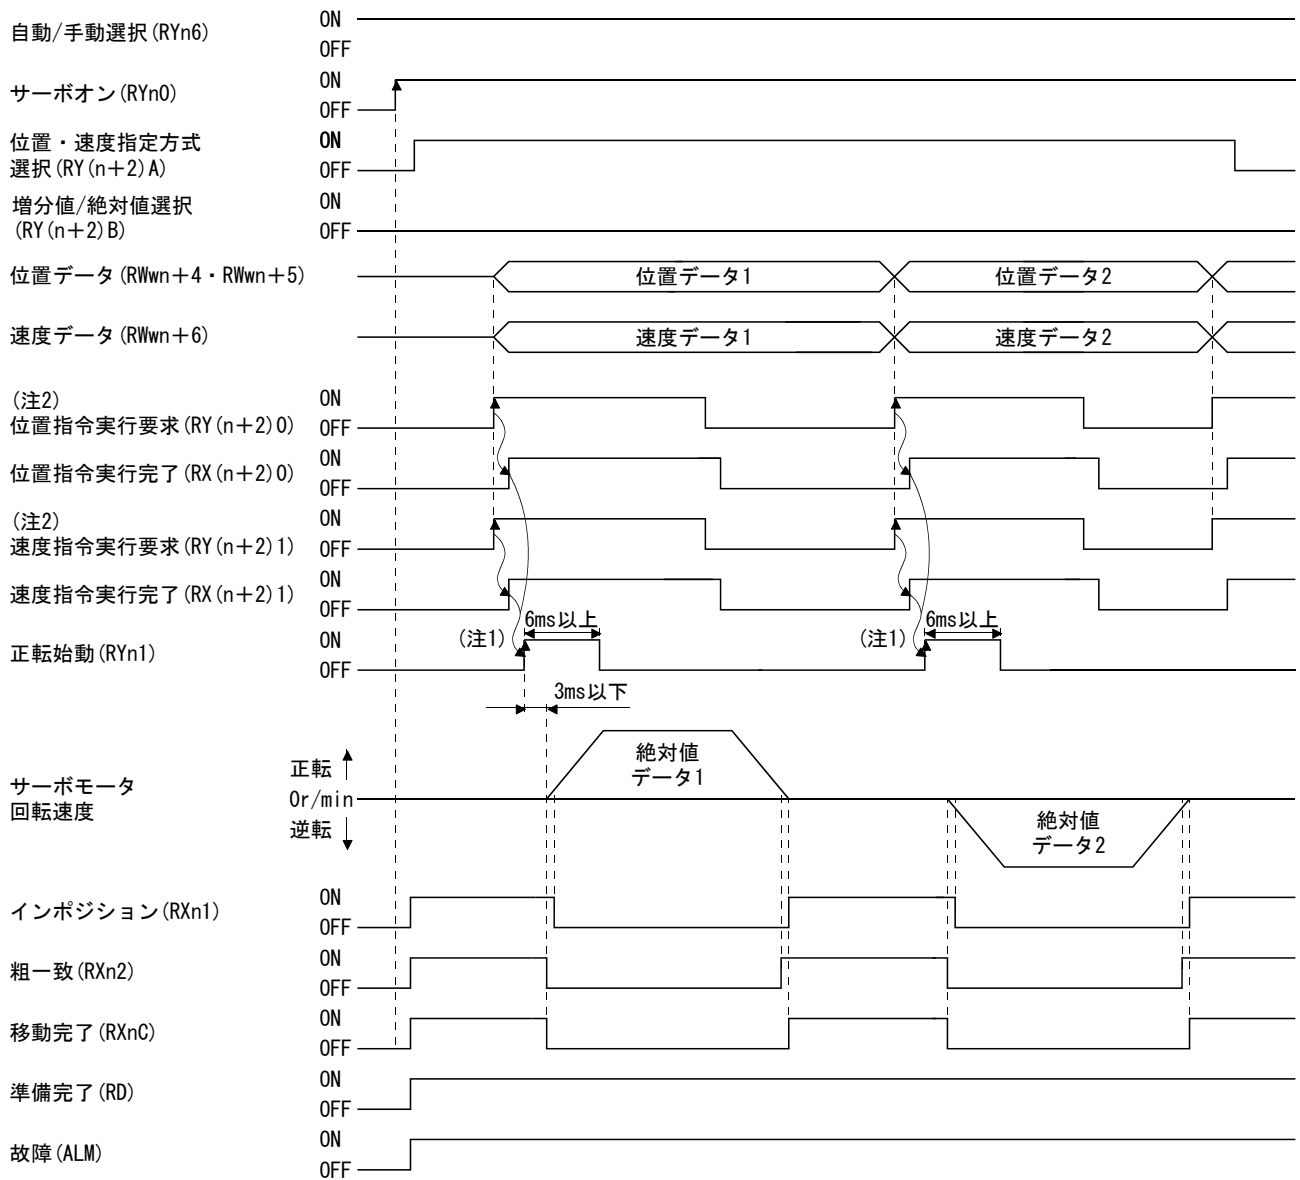 自動/手動選択(RYn6)
ON
OFF
サーボオン(RYn0)
ON
OFF
位置・速度指定方式
選択(RY(n+2)A)
ON
OFF
増分値/絶対値選択
(RY(n+2)B)
ON
OFF
位置データ(RWwn+4・RWwn+5)
位置データ1
位置データ2
速度データ(RWwn+6)
速度データ1
速度データ2
(注2)
位置指令実行要求(RY(n+2)0)
ON
OFF
位置指令実行完了(RX(n+2)0)
ON
OFF
(注2)
速度指令実行要求(RY(n+2)1)
ON
OFF
速度指令実行完了(RX(n+2)1)
ON
OFF
正転始動(RYn1)
ON
OFF
(注1)
6ms以上
(注1)
6ms以上
3ms以下
サーボモータ
回転速度
正転
0r/min
逆転
絶対値
データ1
絶対値
データ2
インポジション(RXn1)
ON
OFF
粗一致(RXn2)
ON
OFF
移動完了(RXnC)
ON
OFF
準備完了(RD)
ON
OFF
故障(ALM)
ON
OFF